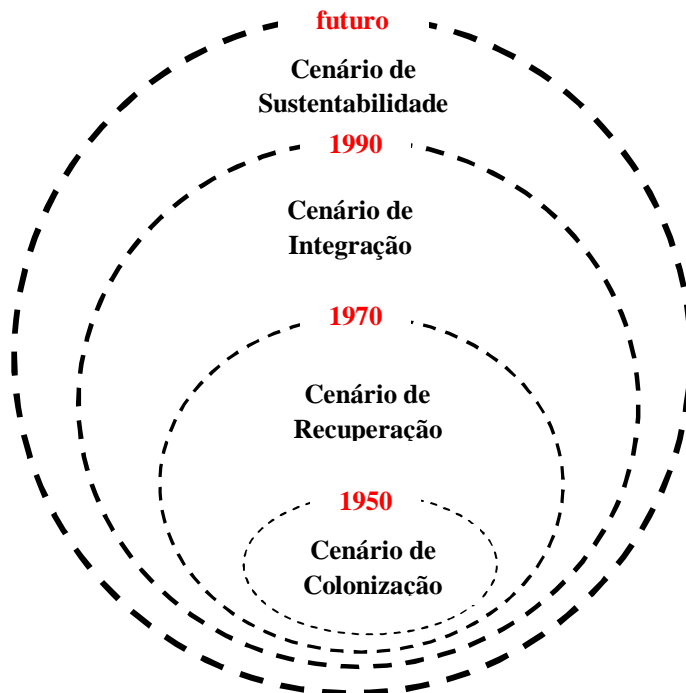 futuro
Cenário de
Sustentabilidade
1990
Cenário de
Integração
1970
Cenário de
Recuperação
1950
Cenário de
Colonização